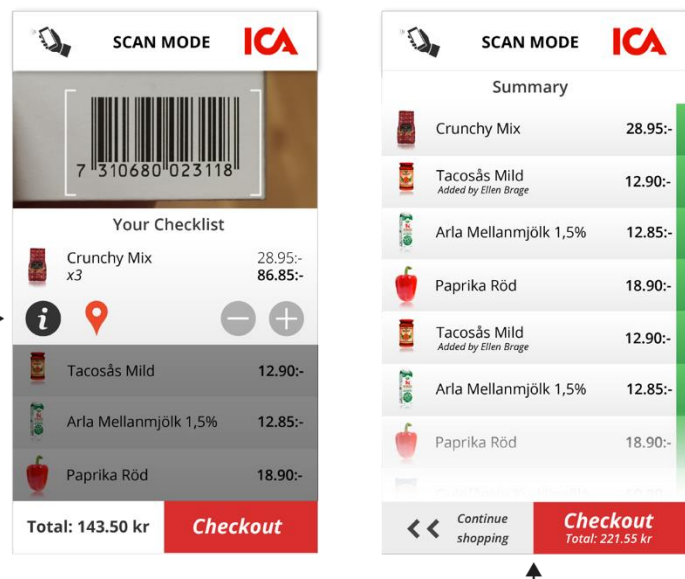 SCAN MODE
ICA
7 310680 023118
Your Checklist
Crunchy Mix 28.95:-
x3 86.85:-
i
Tacosås Mild 12.90:-
Arla Mellanmjölk 1,5% 12.85:-
Paprika Röd 18.90:-
Total: 143.50 kr Checkout
SCAN MODE
ICA
Summary
Crunchy Mix 28.95:-
Tacosås Mild 12.90:-
Added by Ellen Brage
Arla Mellanmjölk 1,5% 12.85:-
Paprika Röd 18.90:-
Tacosås Mild 12.90:-
Added by Ellen Brage
Arla Mellanmjölk 1,5% 12.85:-
Paprika Röd 18.90:-
Continue shopping
Checkout
Total: 221.55 kr